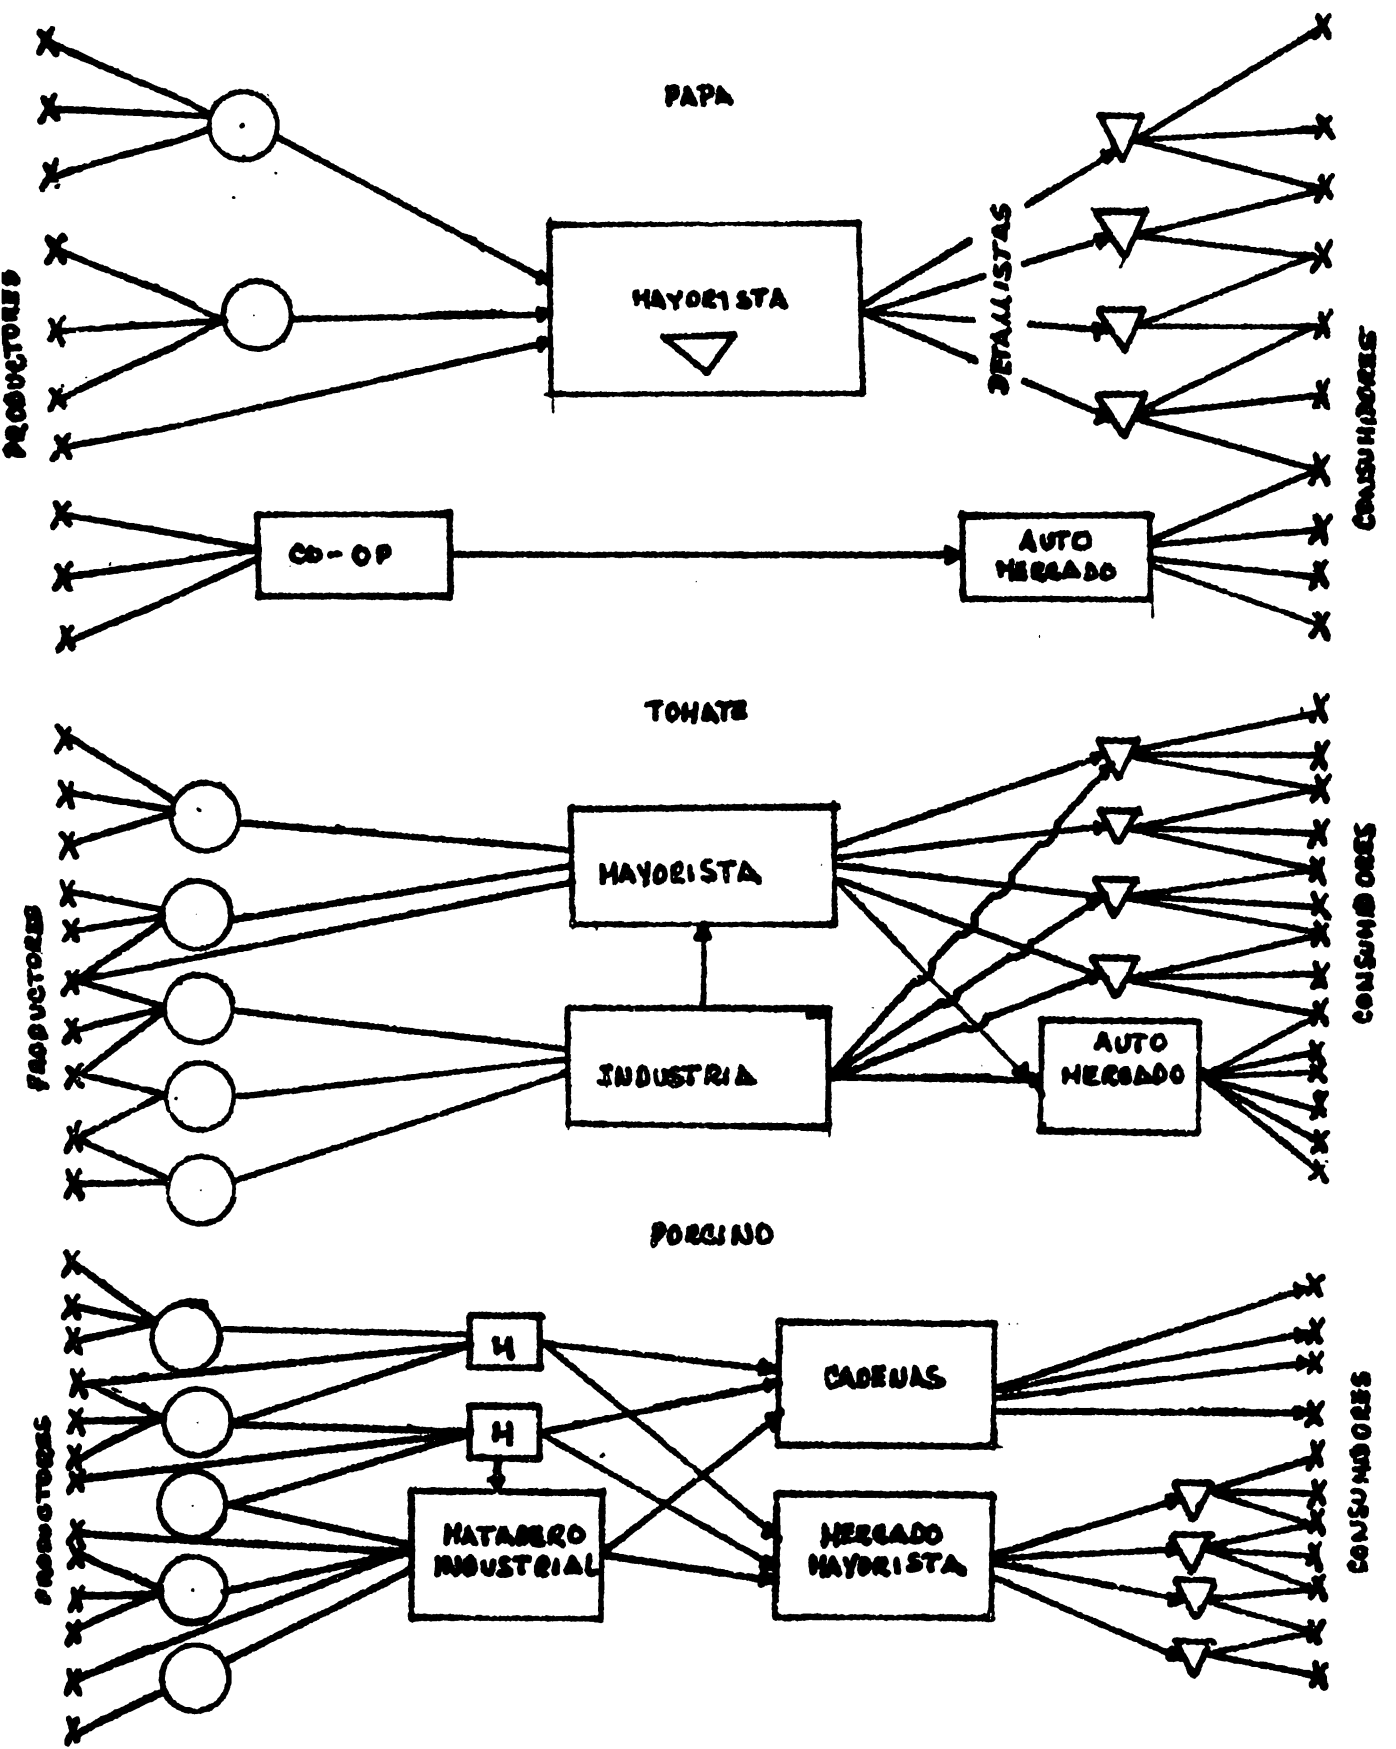 PAPA
PRODUCTORES
MAYORISTA
DETALLISTAS
CONSUMIDORES
CO-OP
AUTO
MERCADO
TOMATE
PRODUCTORES
MAYORISTA
INDUSTRIA
AUTO
MERCADO
CONSUMIDORES
PORCINO
PRODUCTORES
M
M
MATADERO
INDUSTRIAL
CADENAS
MERCADO
MAYORISTA
CONSUMIDORES